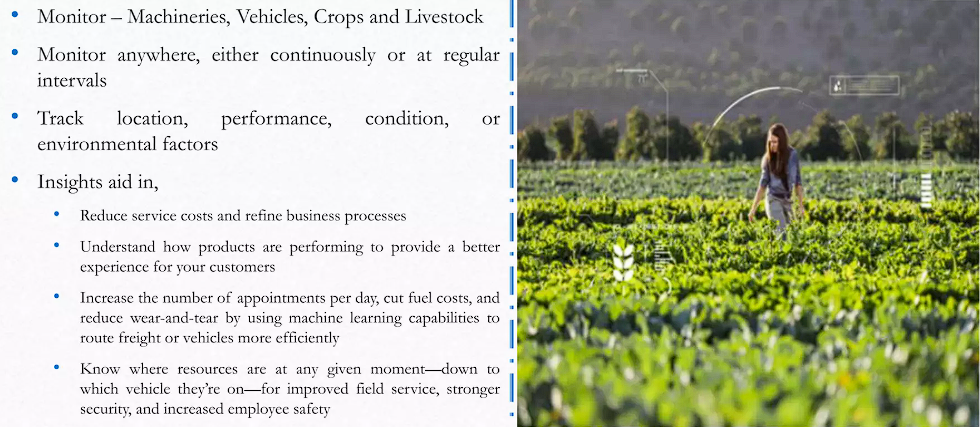 • Monitor – Machineries, Vehicles, Crops and Livestock
• Monitor anywhere, either continuously or at regular
intervals
• Track location, performance, condition, or
environmental factors
• Insights aid in,
• Reduce service costs and refine business processes
• Understand how products are performing to provide a better
experience for your customers
• Increase the number of appointments per day, cut fuel costs, and
reduce wear-and-tear by using machine learning capabilities to
route freight or vehicles more efficiently
• Know where resources are at any given moment—down to
which vehicle they’re on—for improved field service, stronger
security, and increased employee safety